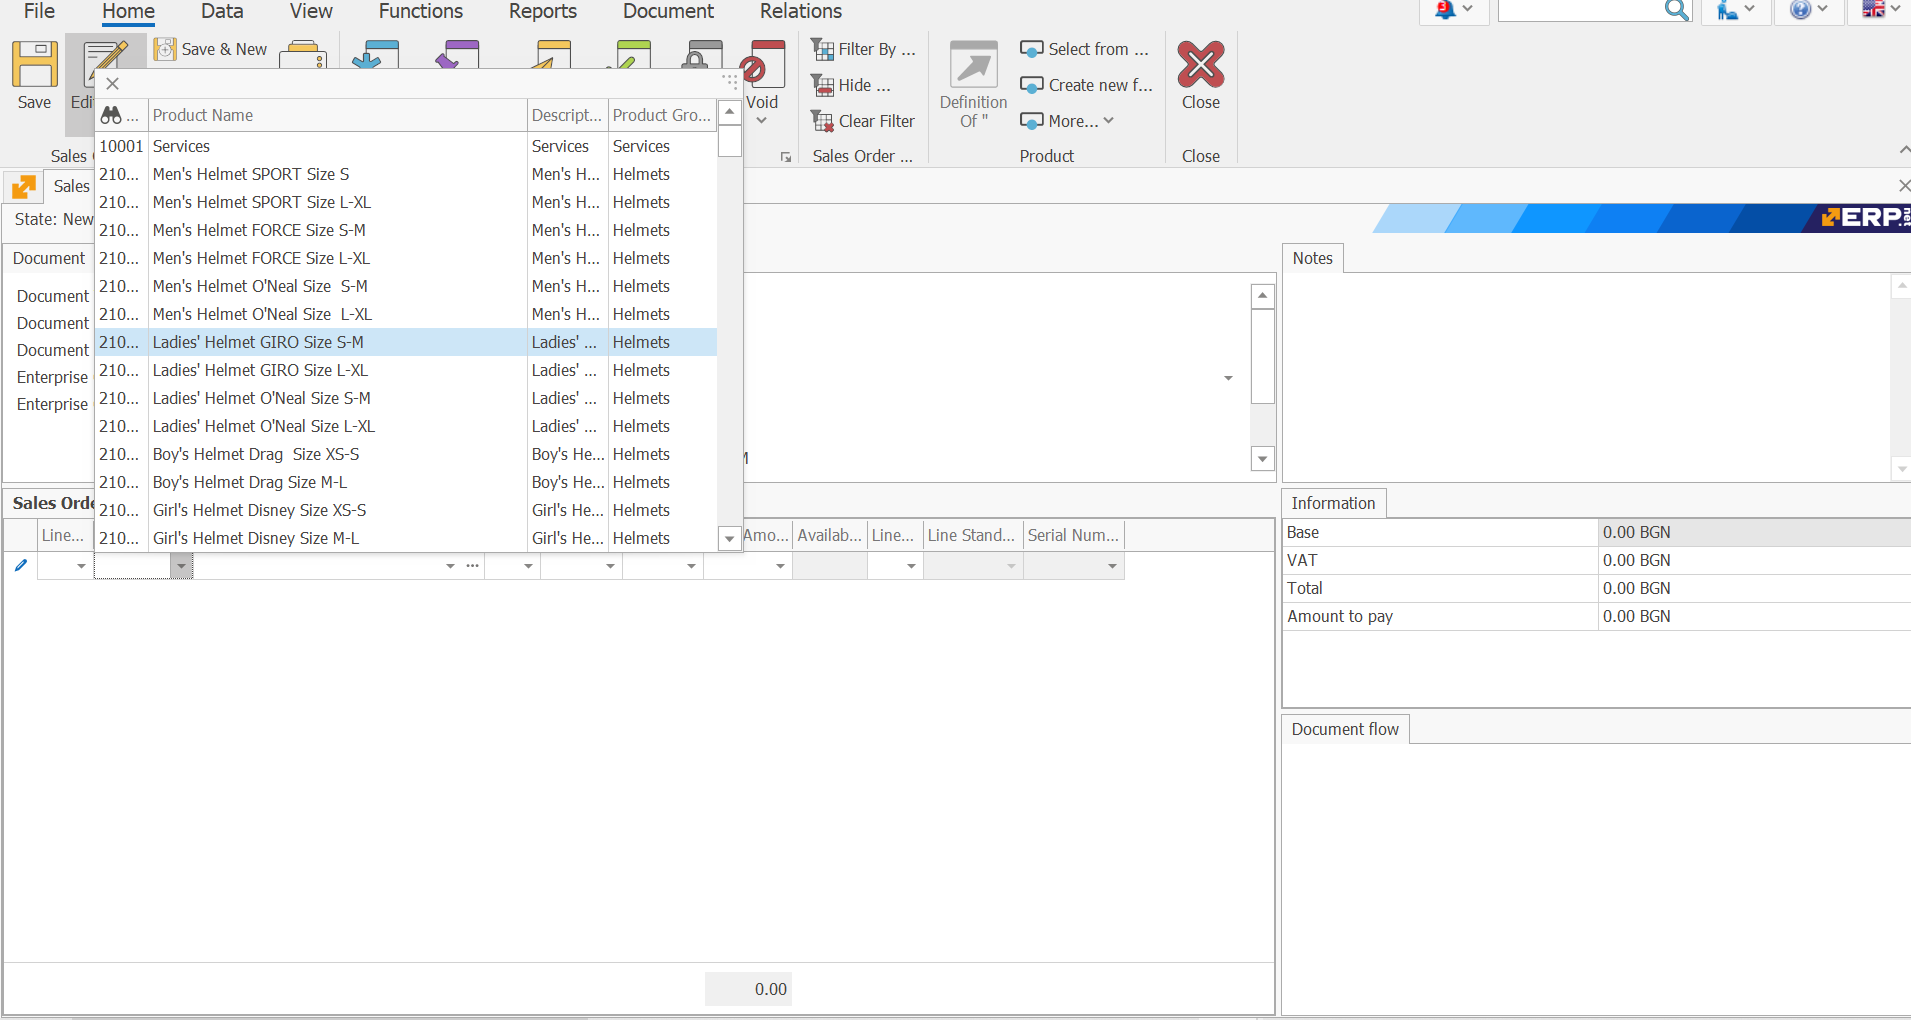 File Home Data View Functions Reports Document Relations
3
Save & New
Filter By ...
Select from ...
Hide ...
Create new f...
Save
Void
Definition Of "
Close
Clear Filter
More...
Sales Order ...
Product
Close
... Product Name Descript... Product Gro...
10001 Services Services Services
210... Men's Helmet SPORT Size S Men's H... Helmets
210... Men's Helmet SPORT Size L-XL Men's H... Helmets
210... Men's Helmet FORCE Size S-M Men's H... Helmets
210... Men's Helmet FORCE Size L-XL Men's H... Helmets
210... Men's Helmet O'Neal Size  S-M Men's H... Helmets
210... Men's Helmet O'Neal Size  L-XL Men's H... Helmets
210... Ladies' Helmet GIRO Size S-M Ladies' ... Helmets
210... Ladies' Helmet GIRO Size L-XL Ladies' ... Helmets
210... Ladies' Helmet O'Neal Size S-M Ladies' ... Helmets
210... Ladies' Helmet O'Neal Size L-XL Ladies' ... Helmets
210... Boy's Helmet Drag  Size XS-S Boy's He... Helmets
210... Boy's Helmet Drag Size M-L Boy's He... Helmets
210... Girl's Helmet Disney Size XS-S Girl's He... Helmets
210... Girl's Helmet Disney Size M-L Girl's He... Helmets
Sales
State: New
ERP.net
Document
Document
Document
Document
Enterprise
Enterprise
Notes
Line... Amo... Availab... Line... Line Stand... Serial Num...
0.00
Information
Base 0.00 BGN
VAT 0.00 BGN
Total 0.00 BGN
Amount to pay 0.00 BGN
Document flow